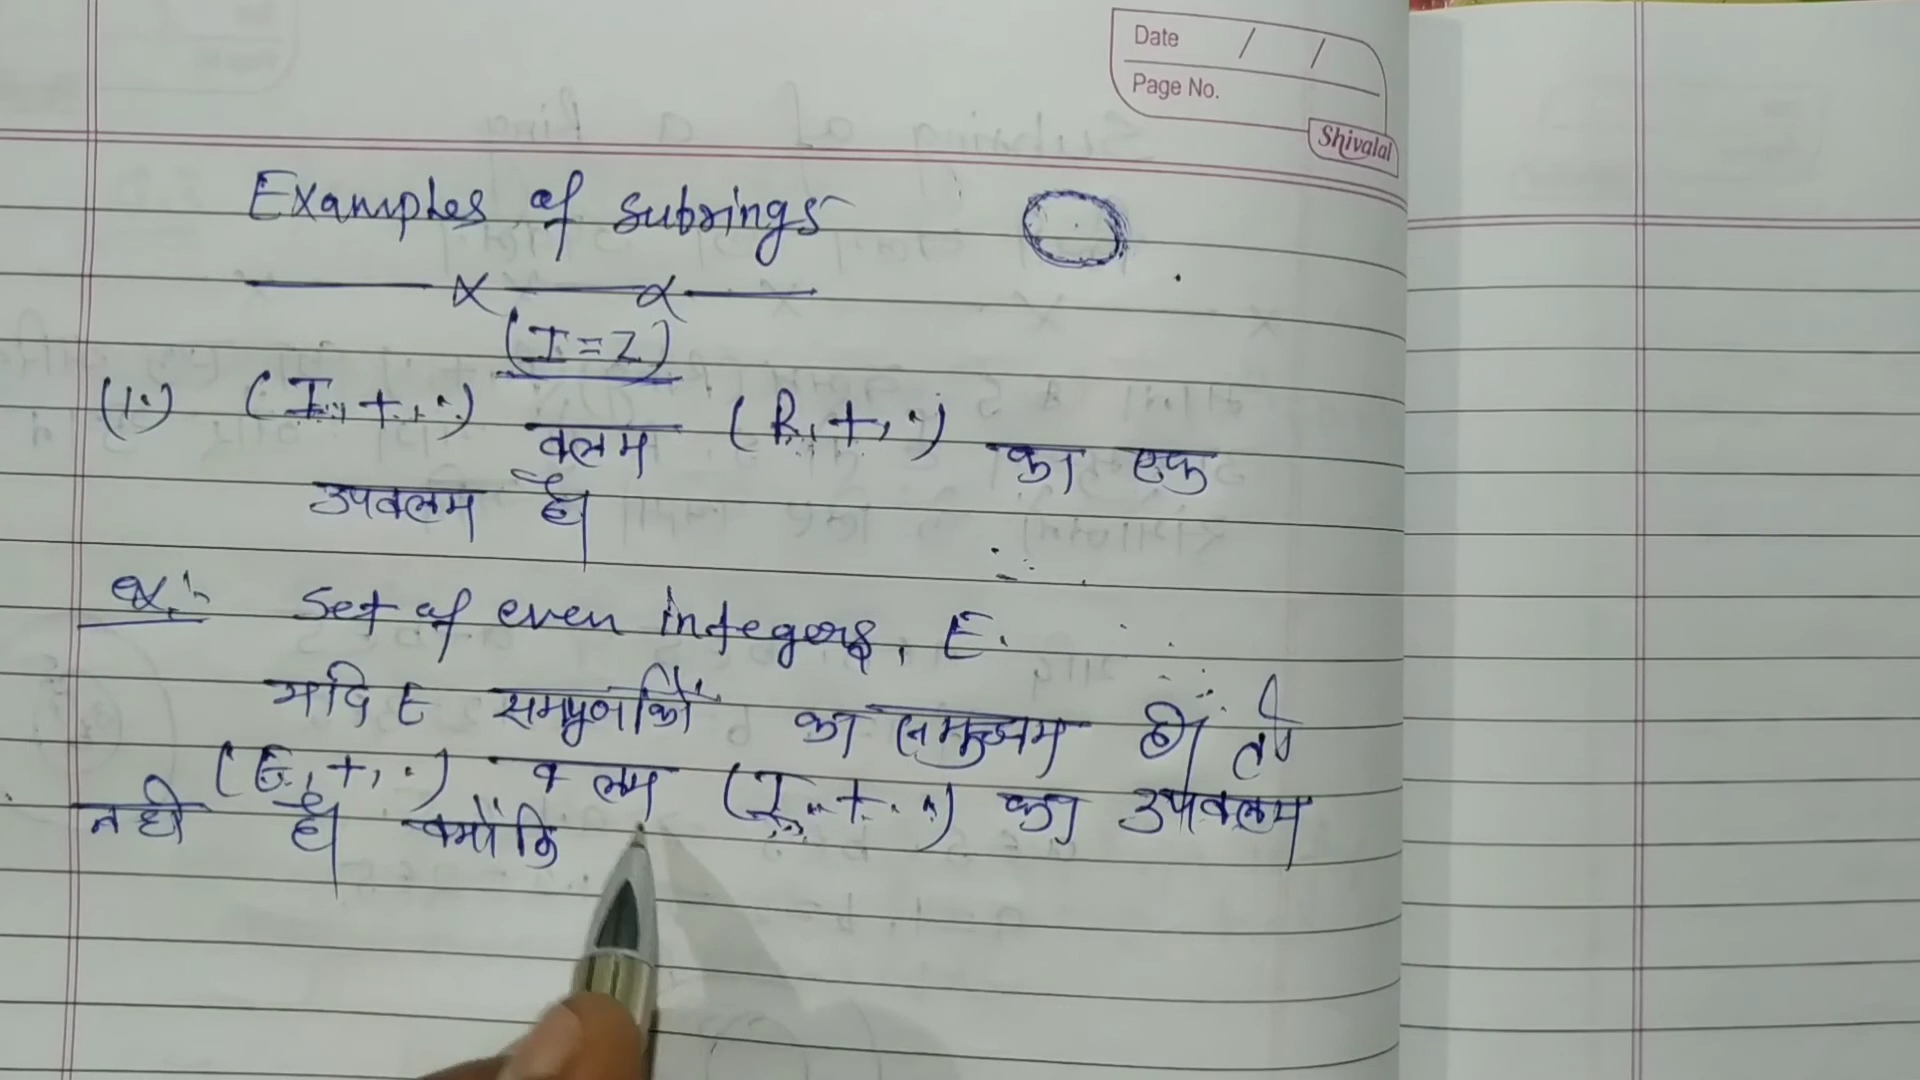 Date / /
Page No.
Shivalal
Examples of subrings
(I = Z)
(1.) (I, +, .) वलय (R, +, .) का एक
उपवलय है।
ex:- Set of even integers, E.
यदि E समपूर्णांकों का समुच्चय है। तो
(E, +, .) वलय (I, +, .) का उपवलय
नही है। क्योंकि